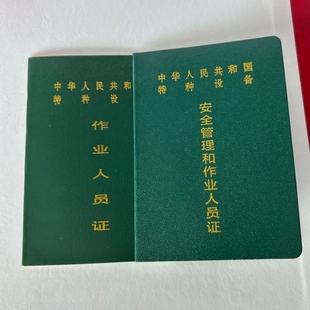 中华人民共和
特种设
作业人员证
中华人民共和国
特种设备
安全管理和作业人员证